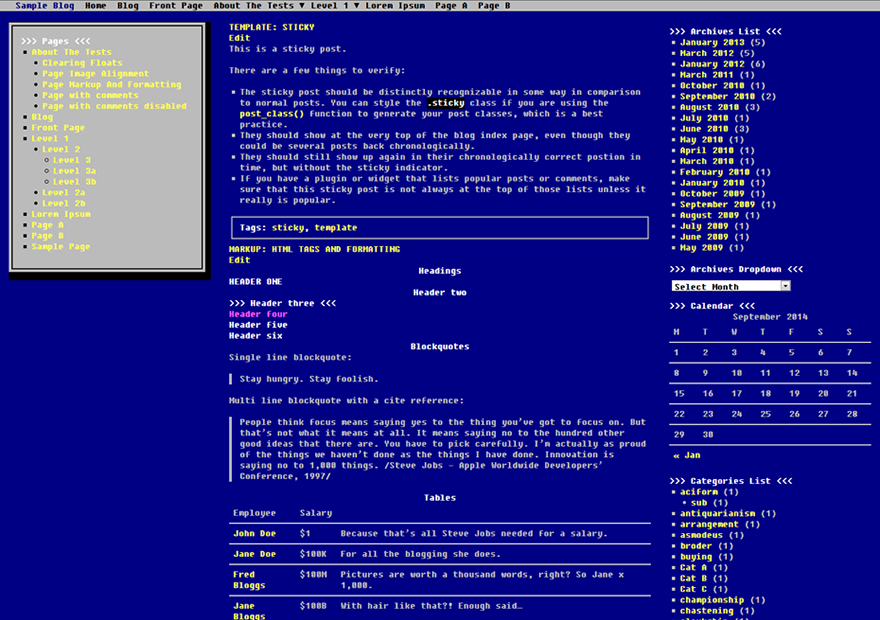 Sample Blog Home Blog Front Page About The Tests ▼ Level 1 ▼ Lorem Ipsum Page A Page B
>>> Pages <<<
About The Tests
Clearing Floats
Page Image Alignment
Page Markup And Formatting
Page with comments
Page with comments disabled
Blog
Front Page
Level 1
Level 2
Level 3
Level 3a
Level 3b
Level 2a
Level 2b
Lorem Ipsum
Page A
Page B
Sample Page
TEMPLATE: STICKY
Edit
This is a sticky post.
There are a few things to verify:
The sticky post should be distinctly recognizable in some way in comparison
to normal posts. You can style the .sticky class if you are using the
post_class() function to generate your post classes, which is a best
practice.
They should show at the very top of the blog index page, even though they
could be several posts back chronologically.
They should still show up again in their chronologically correct postion in
time, but without the sticky indicator.
If you have a plugin or widget that lists popular posts or comments, make
sure that this sticky post is not always at the top of those lists unless it
really is popular.
Tags: sticky, template
MARKUP: HTML TAGS AND FORMATTING
Edit
Headings
HEADER ONE
Header two
>>> Header three <<<
Header four
Header five
Header six
Blockquotes
Single line blockquote:
Stay hungry. Stay foolish.
Multi line blockquote with a cite reference:
People think focus means saying yes to the thing you've got to focus on. But
that's not what it means at all. It means saying no to the hundred other
good ideas that there are. You have to pick carefully. I'm actually as proud
of the things we haven't done as the things I have done. Innovation is
saying no to 1,000 things. /Steve Jobs – Apple Worldwide Developers'
Conference, 1997/
Tables
Employee Salary
John Doe $1 Because that's all Steve Jobs needed for a salary.
Jane Doe $100K For all the blogging she does.
Fred $100M Pictures are worth a thousand words, right? So Jane x
Bloggs 1,000.
Jane $100B With hair like that?! Enough said…
Bloggs
>>> Archives List <<<
January 2013 (5)
March 2012 (5)
January 2012 (6)
March 2011 (1)
October 2010 (1)
September 2010 (2)
August 2010 (3)
July 2010 (1)
June 2010 (3)
May 2010 (1)
April 2010 (1)
March 2010 (1)
February 2010 (1)
January 2010 (1)
October 2009 (1)
September 2009 (1)
August 2009 (1)
July 2009 (1)
June 2009 (1)
May 2009 (1)
>>> Archives Dropdown <<<
Select Month
>>> Calendar <<<
September 2014
M T W T F S S
1 2 3 4 5 6 7
8 9 10 11 12 13 14
15 16 17 18 19 20 21
22 23 24 25 26 27 28
29 30
« Jan
>>> Categories List <<<
aciform (1)
sub (1)
antiquarianism (1)
arrangement (1)
asmodeus (1)
broder (1)
buying (1)
Cat A (1)
Cat B (1)
Cat C (1)
championship (1)
chastening (1)